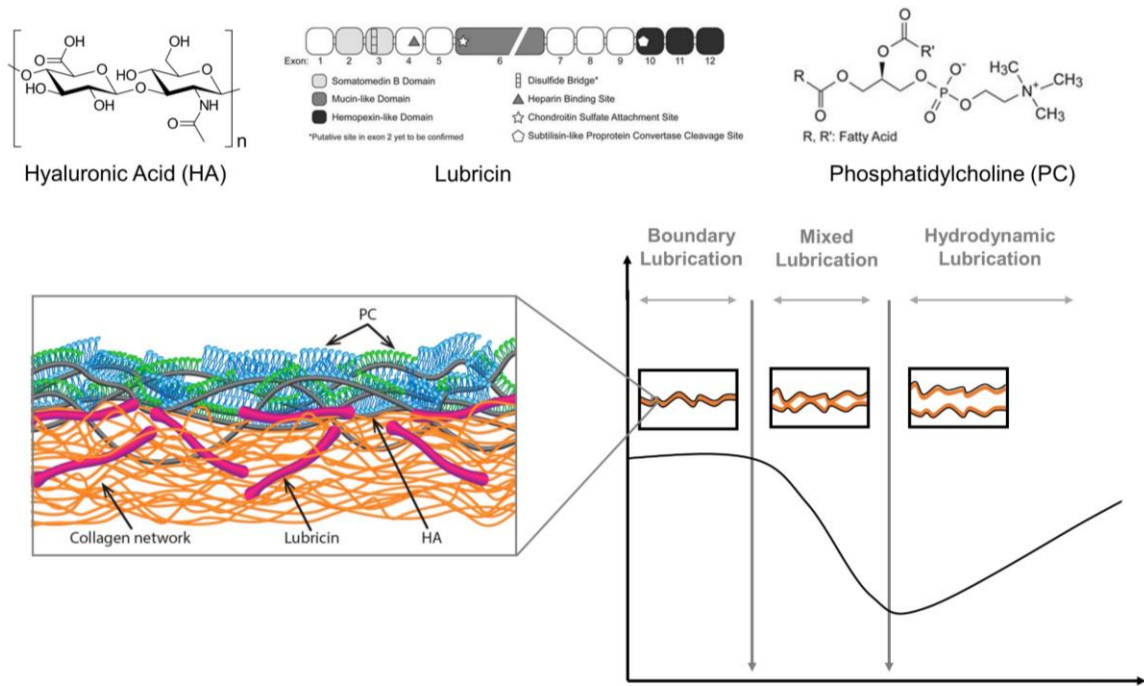 OH
OH
O
O
O
HO
O
HO
O
OH
NH
O
n
Hyaluronic Acid (HA)
Exon: 1 2 3 4 5 6 7 8 9 10 11 12
Somatomedin B Domain
Mucin-like Domain
Hemopexin-like Domain
*Putative site in exon 2 yet to be confirmed
Disulfide Bridge*
Heparin Binding Site
Chondroitin Sulfate Attachment Site
Subtilisin-like Proprotein Convertase Cleavage Site
Lubricin
O
O R'
R O O O⁻ H₃C CH₃
P N⁺
O O O CH₃
R, R': Fatty Acid
Phosphatidylcholine (PC)
Boundary
Lubrication
Mixed
Lubrication
Hydrodynamic
Lubrication
PC
Collagen network
Lubricin
HA